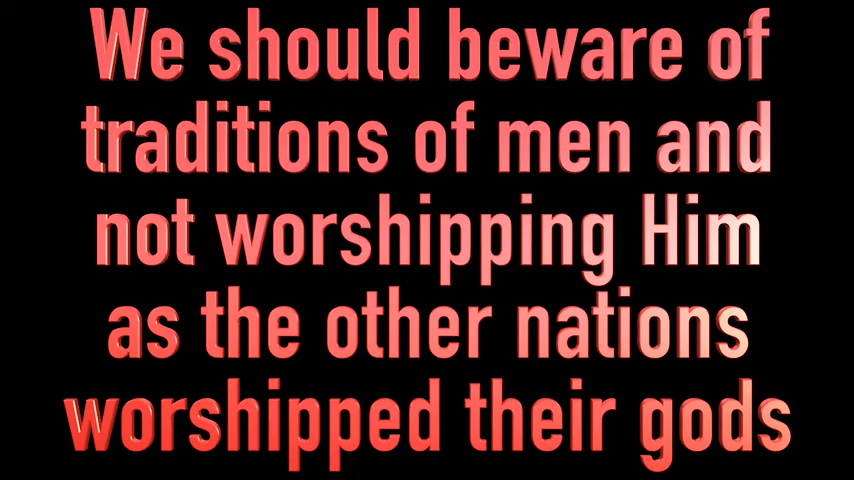 We should beware of
traditions of men and
not worshipping Him
as the other nations
worshipped their gods